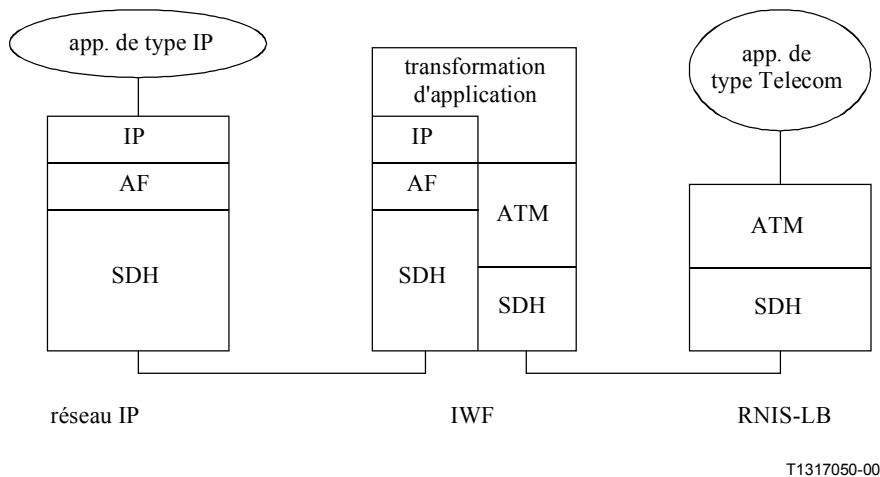 app. de type IP
IP
AF
SDH
réseau IP
transformation
d'application
IP
AF
SDH
ATM
SDH
IWF
app. de
type Telecom
ATM
SDH
RNIS-LB
T1317050-00